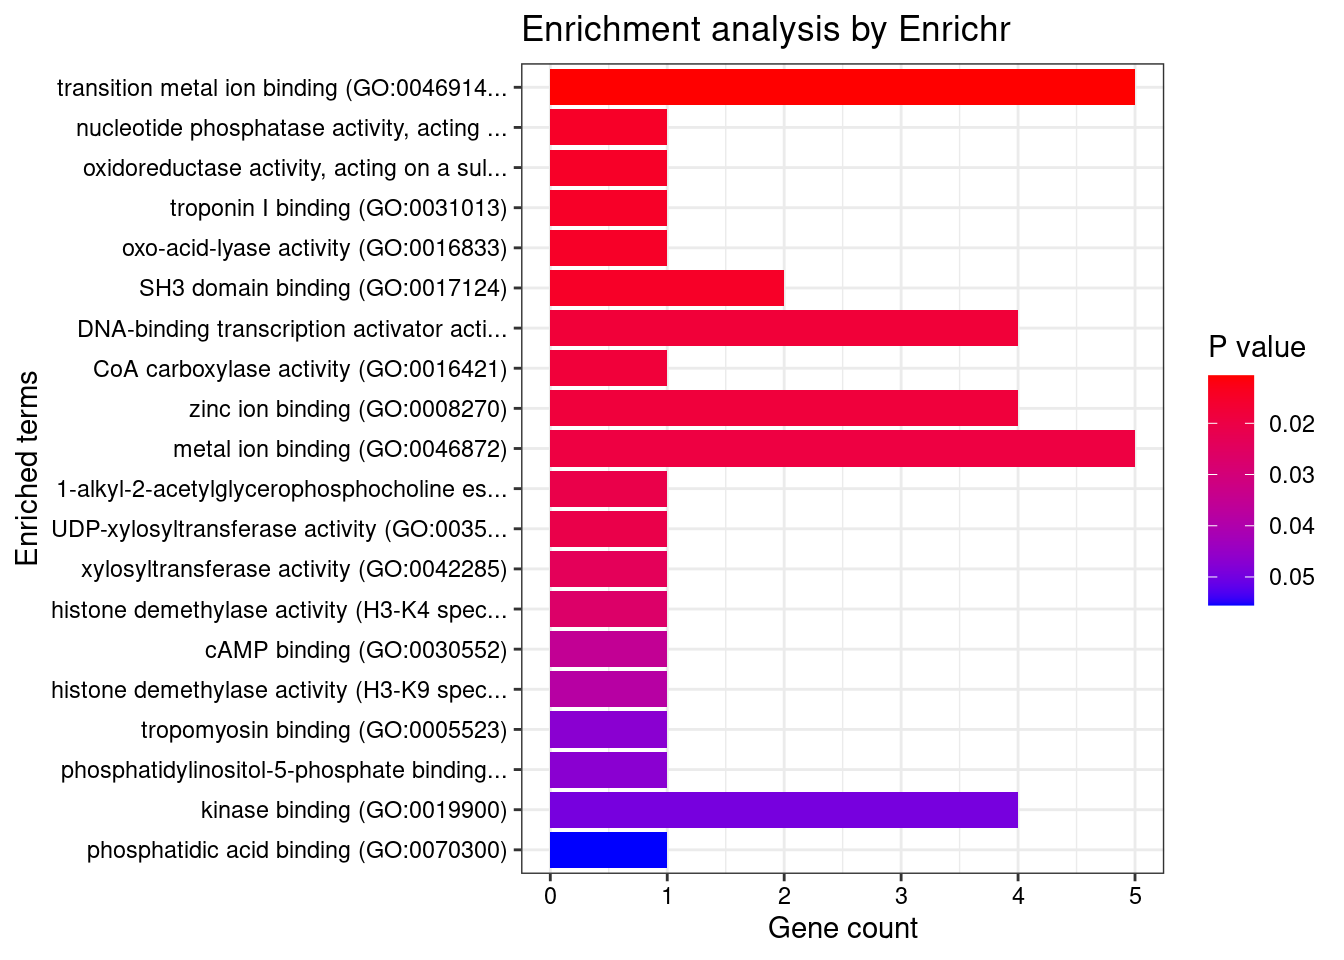 Enrichment analysis by Enrichr
transition metal ion binding (GO:0046914...
nucleotide phosphatase activity, acting ...
oxidoreductase activity, acting on a sul...
troponin I binding (GO:0031013)
oxo-acid-lyase activity (GO:0016833)
SH3 domain binding (GO:0017124)
DNA-binding transcription activator acti...
CoA carboxylase activity (GO:0016421)
zinc ion binding (GO:0008270)
metal ion binding (GO:0046872)
1-alkyl-2-acetylglycerophosphocholine es...
UDP-xylosyltransferase activity (GO:0035...
xylosyltransferase activity (GO:0042285)
histone demethylase activity (H3-K4 spec...
cAMP binding (GO:0030552)
histone demethylase activity (H3-K9 spec...
tropomyosin binding (GO:0005523)
phosphatidylinositol-5-phosphate binding...
kinase binding (GO:0019900)
phosphatidic acid binding (GO:0070300)
Enriched terms
0 1 2 3 4 5
Gene count
P value
0.02
0.03
0.04
0.05